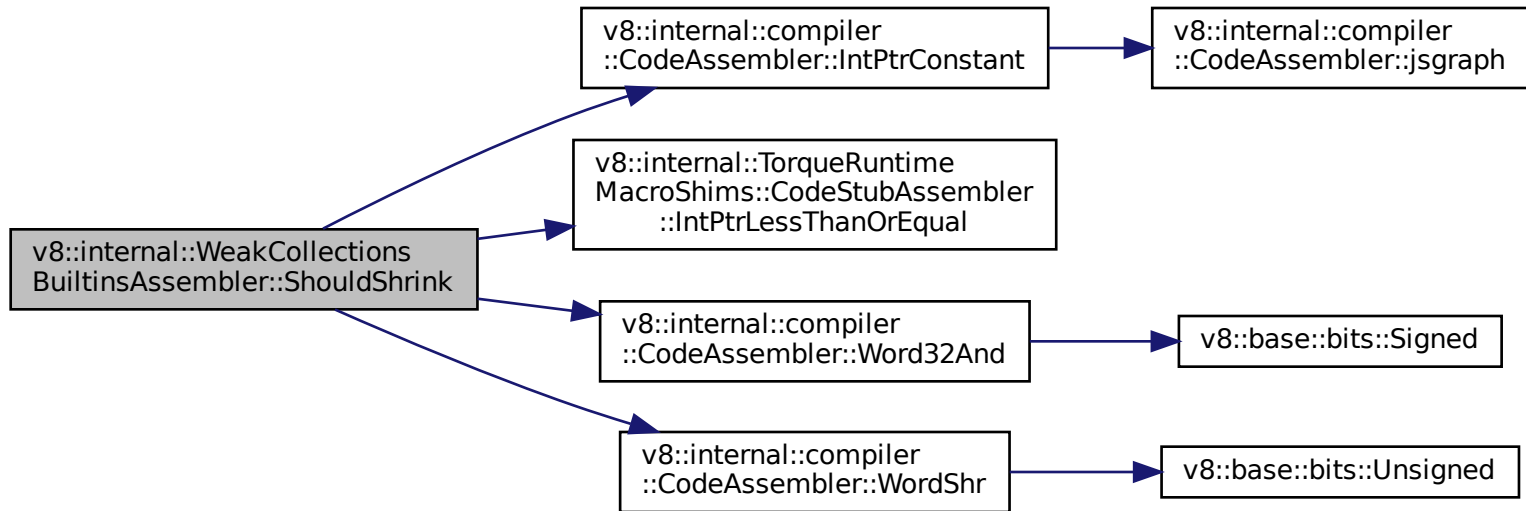 v8::internal::compiler
::CodeAssembler::IntPtrConstant
v8::internal::compiler
::CodeAssembler::jsgraph
v8::internal::TorqueRuntime
MacroShims::CodeStubAssembler
::IntPtrLessThanOrEqual
v8::internal::WeakCollections
BuiltinsAssembler::ShouldShrink
v8::internal::compiler
::CodeAssembler::Word32And
v8::base::bits::Signed
v8::internal::compiler
::CodeAssembler::WordShr
v8::base::bits::Unsigned